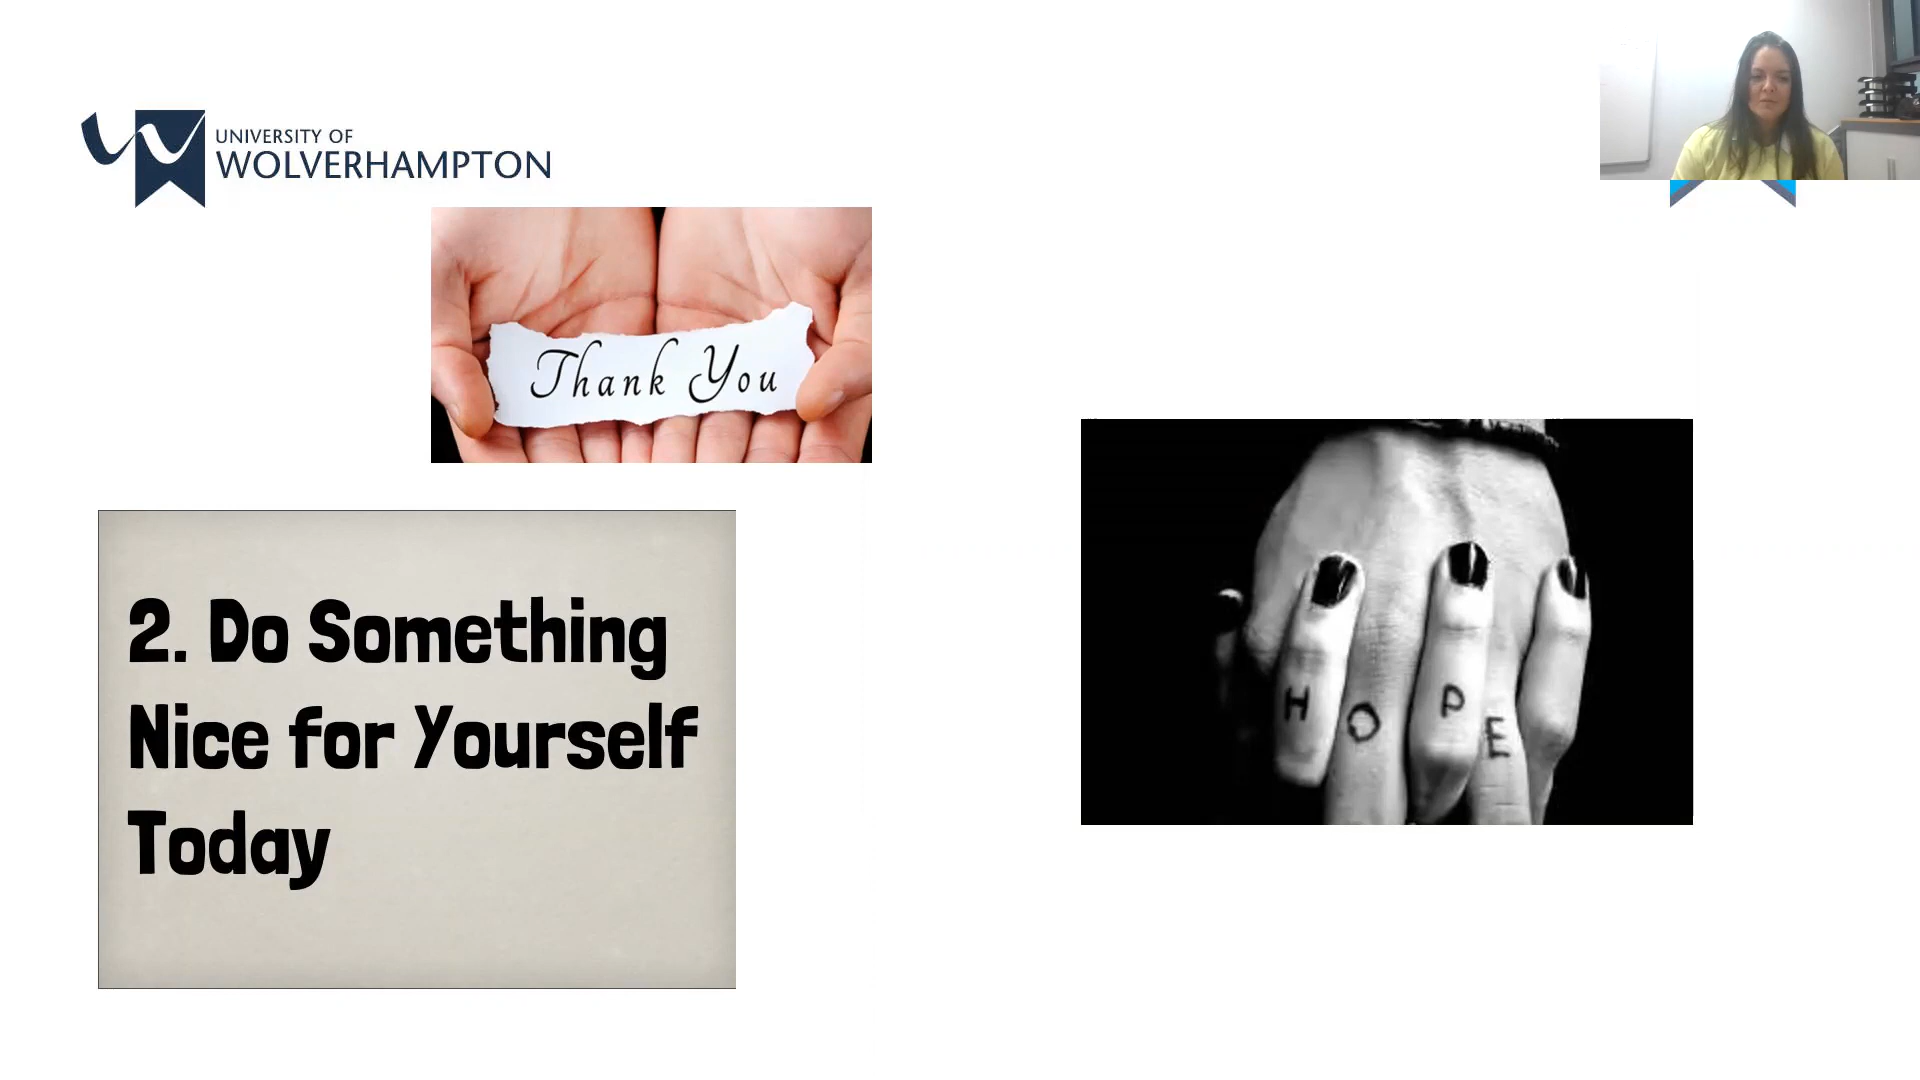 UNIVERSITY OF
WOLVERHAMPTON
Thank You
2. Do Something
Nice for Yourself
Today
HOPE